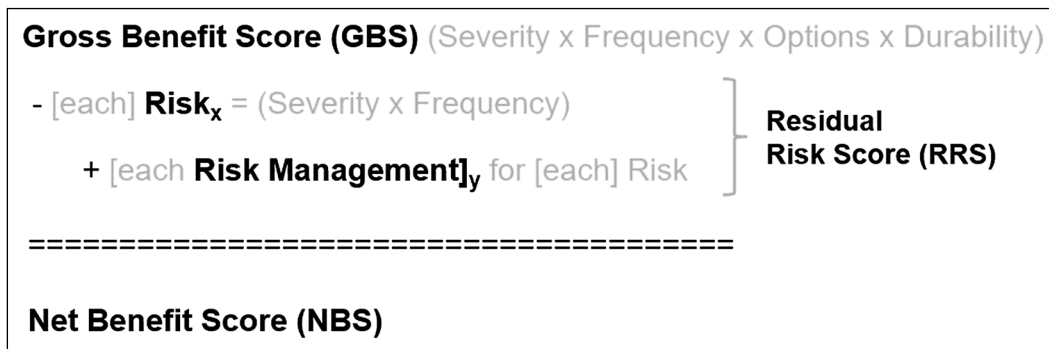 Gross Benefit Score (GBS) (Severity x Frequency x Options x Durability)
- [each] Riskx = (Severity x Frequency)
+ [each Risk Management]y for [each] Risk
Residual
Risk Score (RRS)
=======================================
Net Benefit Score (NBS)